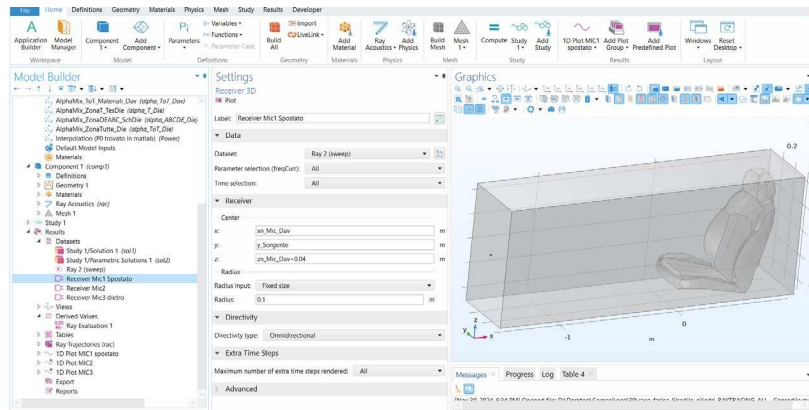 File Home Definitions Geometry Materials Physics Mesh Study Results Developer
Application Builder
Model Manager
Workspace
Component 1
Add Component
Model
Parameters
Variables
Functions
Parameter Case
Definitions
Build All
Import
LiveLink
Geometry
Add Material
Materials
Ray Acoustics
Add Physics
Physics
Build Mesh
Mesh 1
Mesh
Compute
Study 1
Add Study
Study
1D Plot MIC1 spostato
Add Plot Group
Add Predefined Plot
Results
Windows
Reset Desktop
Layout
Model Builder
AlphaMix_ToT_Materiali_Dav (alpha_ToT_Dav)
AlphaMix_ZonaT_TesDie (alpha_T_Die)
AlphaMix_ZonaDEABC_SchDie (alpha_ABCDE_Die)
AlphaMix_ZonaTutte_Die (alpha_ToT_Die)
Interpolation (P0 trovato in matlab) (Power)
Default Model Inputs
Materials
Component 1 (comp1)
Definitions
Geometry 1
Materials
Ray Acoustics (rac)
Mesh 1
Study 1
Results
Datasets
Study 1/Solution 1 (sol1)
Study 1/Parametric Solutions 1 (sol2)
Ray 2 (sweep)
Receiver Mic1 Spostato
Receiver Mic2
Receiver Mic3 dietro
Views
Derived Values
Ray Evaluation 1
Tables
Ray Trajectories (rac)
1D Plot MIC1 spostato
1D Plot MIC2
1D Plot MIC3
Export
Reports
Settings
Receiver 3D
Plot
Label: Receiver Mic1 Spostato
Data
Dataset: Ray 2 (sweep)
Parameter selection (freqCurr): All
Time selection: All
Receiver
Center
x: xn_Mic_Dav m
y: y_Sorgente m
z: zn_Mic_Dav+0.04 m
Radius
Radius input: Fixed size
Radius: 0.1 m
Directivity
Directivity type: Omnidirectional
Extra Time Steps
Maximum number of extra time steps rendered: All
Advanced
Graphics
0.2
0
-1
m
z
y
x
Messages Progress Log Table 4